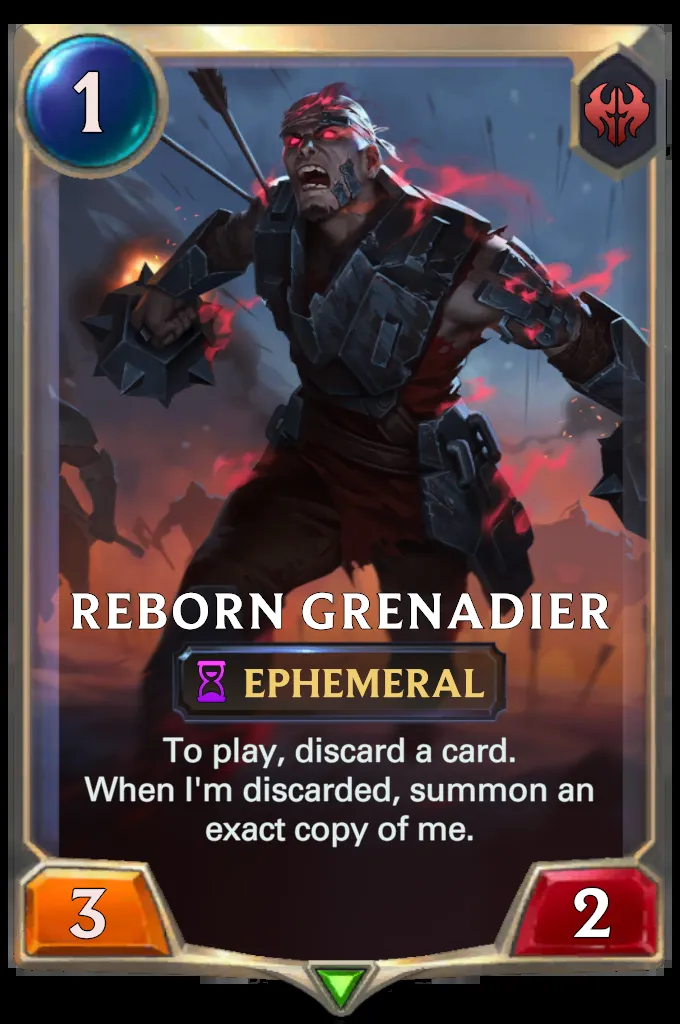 1
REBORN GRENADIER
EPHEMERAL
To play, discard a card.
When I'm discarded, summon an
exact copy of me.
3
2